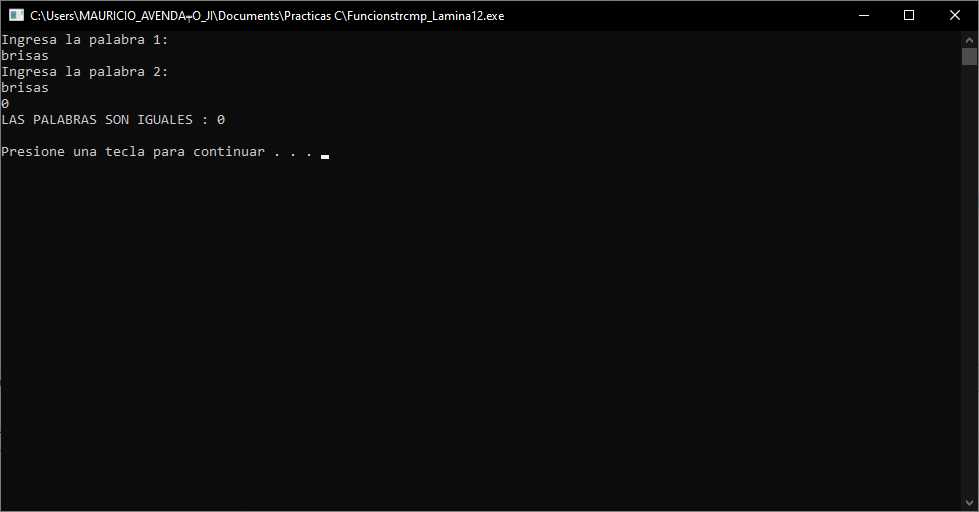 C:\Users\MAURICIO_AVENDA┬O_JI\Documents\Practicas C\Funcionstrcmp_Lamina12.exe
Ingresa la palabra 1:
brisas
Ingresa la palabra 2:
brisas
0
LAS PALABRAS SON IGUALES : 0
Presione una tecla para continuar . . .